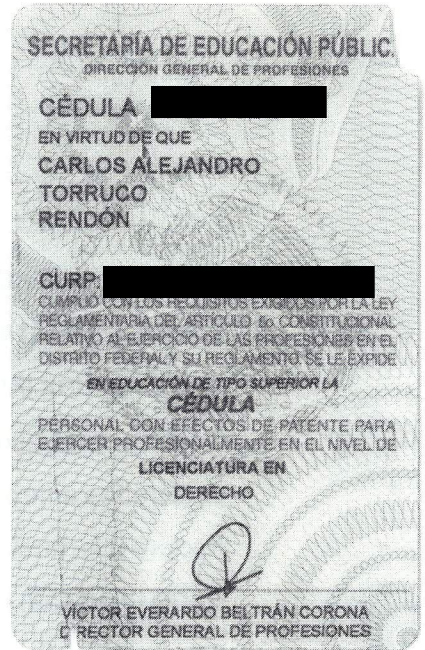 SECRETARÍA DE EDUCACIÓN PÚBLIC
DIRECCIÓN GENERAL DE PROFESIONES
CÉDULA
EN VIRTUD DE QUE
CARLOS ALEJANDRO
TORRUCO
RENDÓN
CURP:
CUMPLIÓ CON LOS REQUISITOS EXIGIDOS POR LA LEY
REGLAMENTARIA DEL ARTÍCULO 5o. CONSTITUCIONAL
RELATIVO AL EJERCICIO DE LAS PROFESIONES EN EL
DISTRITO FEDERAL Y SU REGLAMENTO, SE LE EXPIDE
EN EDUCACIÓN DE TIPO SUPERIOR LA
CÉDULA
PERSONAL CON EFECTOS DE PATENTE PARA
EJERCER PROFESIONALMENTE EN EL NIVEL DE
LICENCIATURA EN
DERECHO
VÍCTOR EVERARDO BELTRÁN CORONA
D RECTOR GENERAL DE PROFESIONES